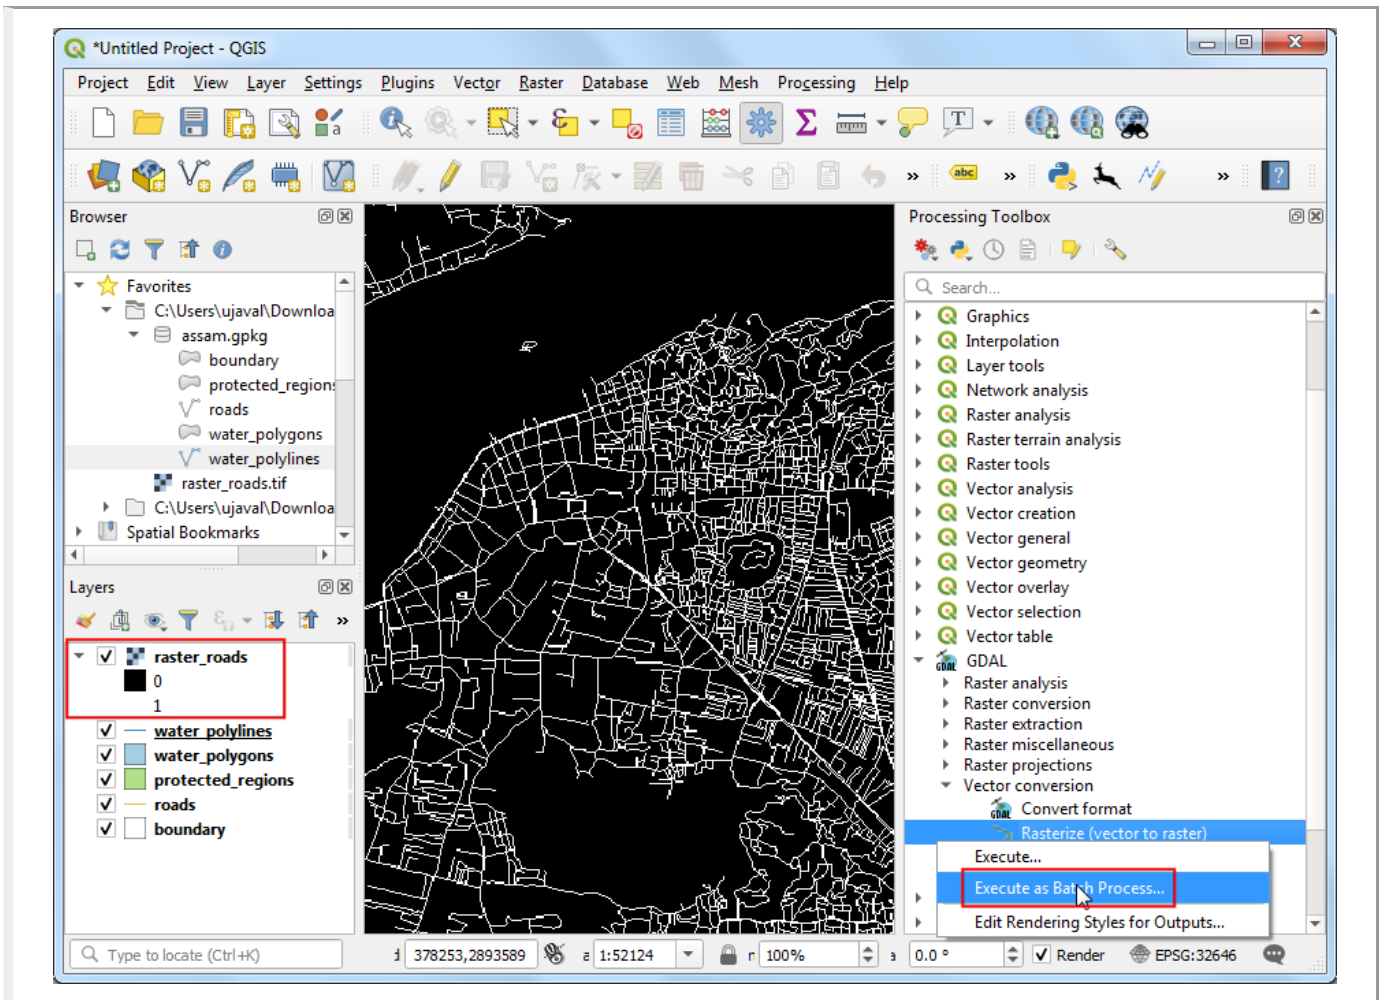 *Untitled Project - QGIS
Project Edit View Layer Settings Plugins Vector Raster Database Web Mesh Processing Help
Browser
Favorites
C:\Users\ujaval\Downloa
assam.gpkg
boundary
protected_regions
roads
water_polygons
water_polylines
raster_roads.tif
C:\Users\ujaval\Downloa
Spatial Bookmarks
Layers
raster_roads
0
1
water_polylines
water_polygons
protected_regions
roads
boundary
Processing Toolbox
Search...
Graphics
Interpolation
Layer tools
Network analysis
Raster analysis
Raster terrain analysis
Raster tools
Vector analysis
Vector creation
Vector general
Vector geometry
Vector overlay
Vector selection
Vector table
GDAL
Raster analysis
Raster conversion
Raster extraction
Raster miscellaneous
Raster projections
Vector conversion
Convert format
Rasterize (vector to raster)
Execute...
Execute as Batch Process...
Edit Rendering Styles for Outputs...
Type to locate (Ctrl+K) 378253,2893589 1:52124 100% 0.0 ° Render EPSG:32646